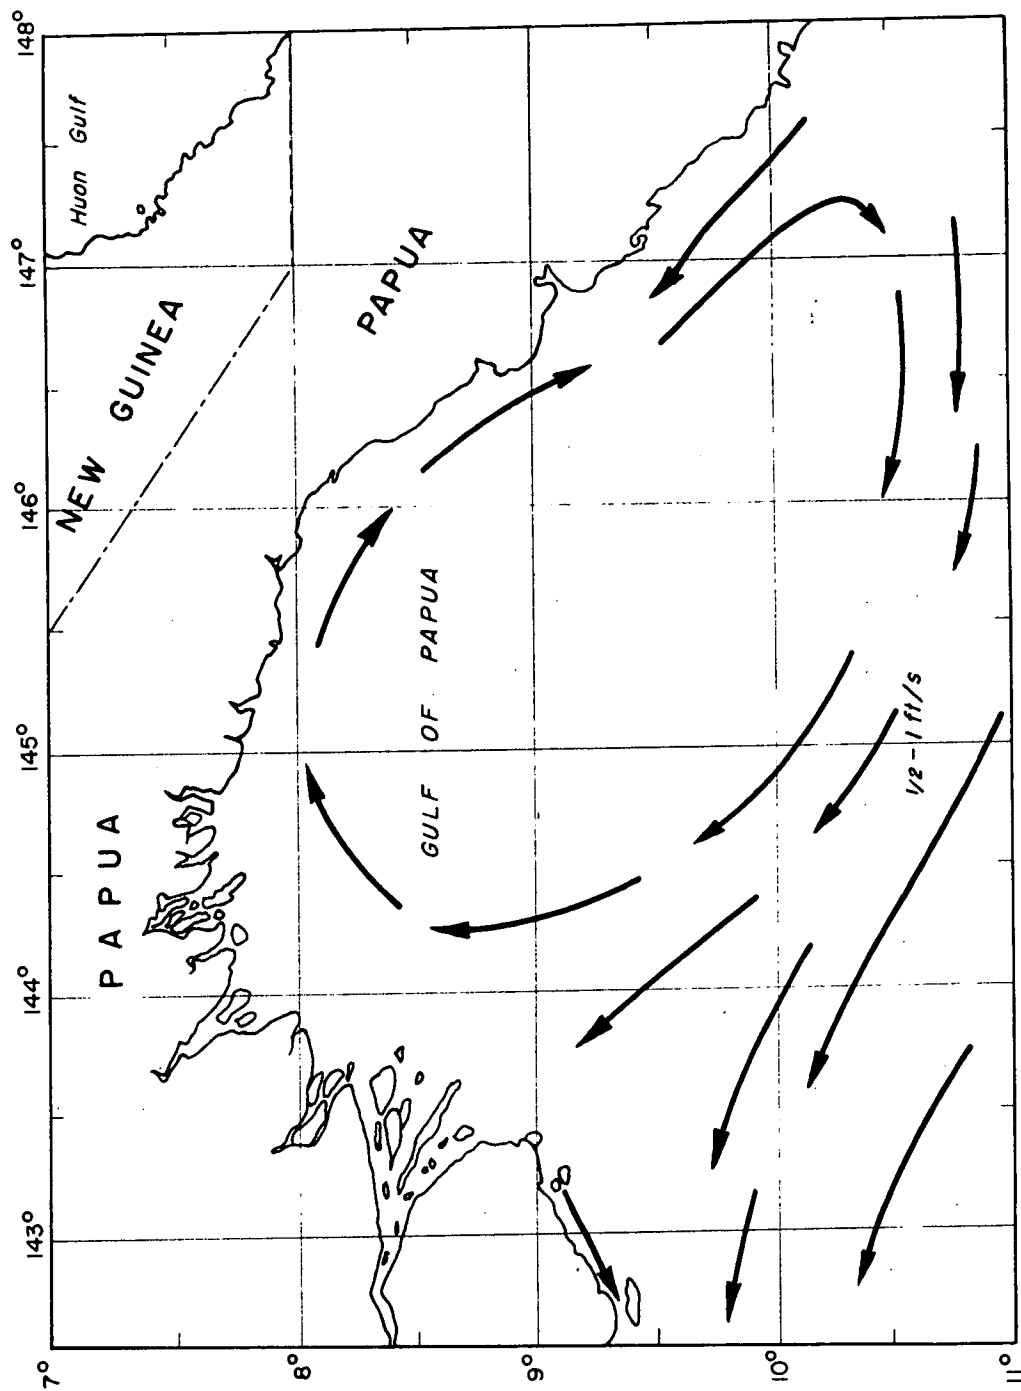 143°
144°
145°
146°
147°
148°
7°
8°
9°
10°
11°
Huon Gulf
NEW GUINEA
PAPUA
PAPUA
GULF OF PAPUA
1/2 – 1 ft/s